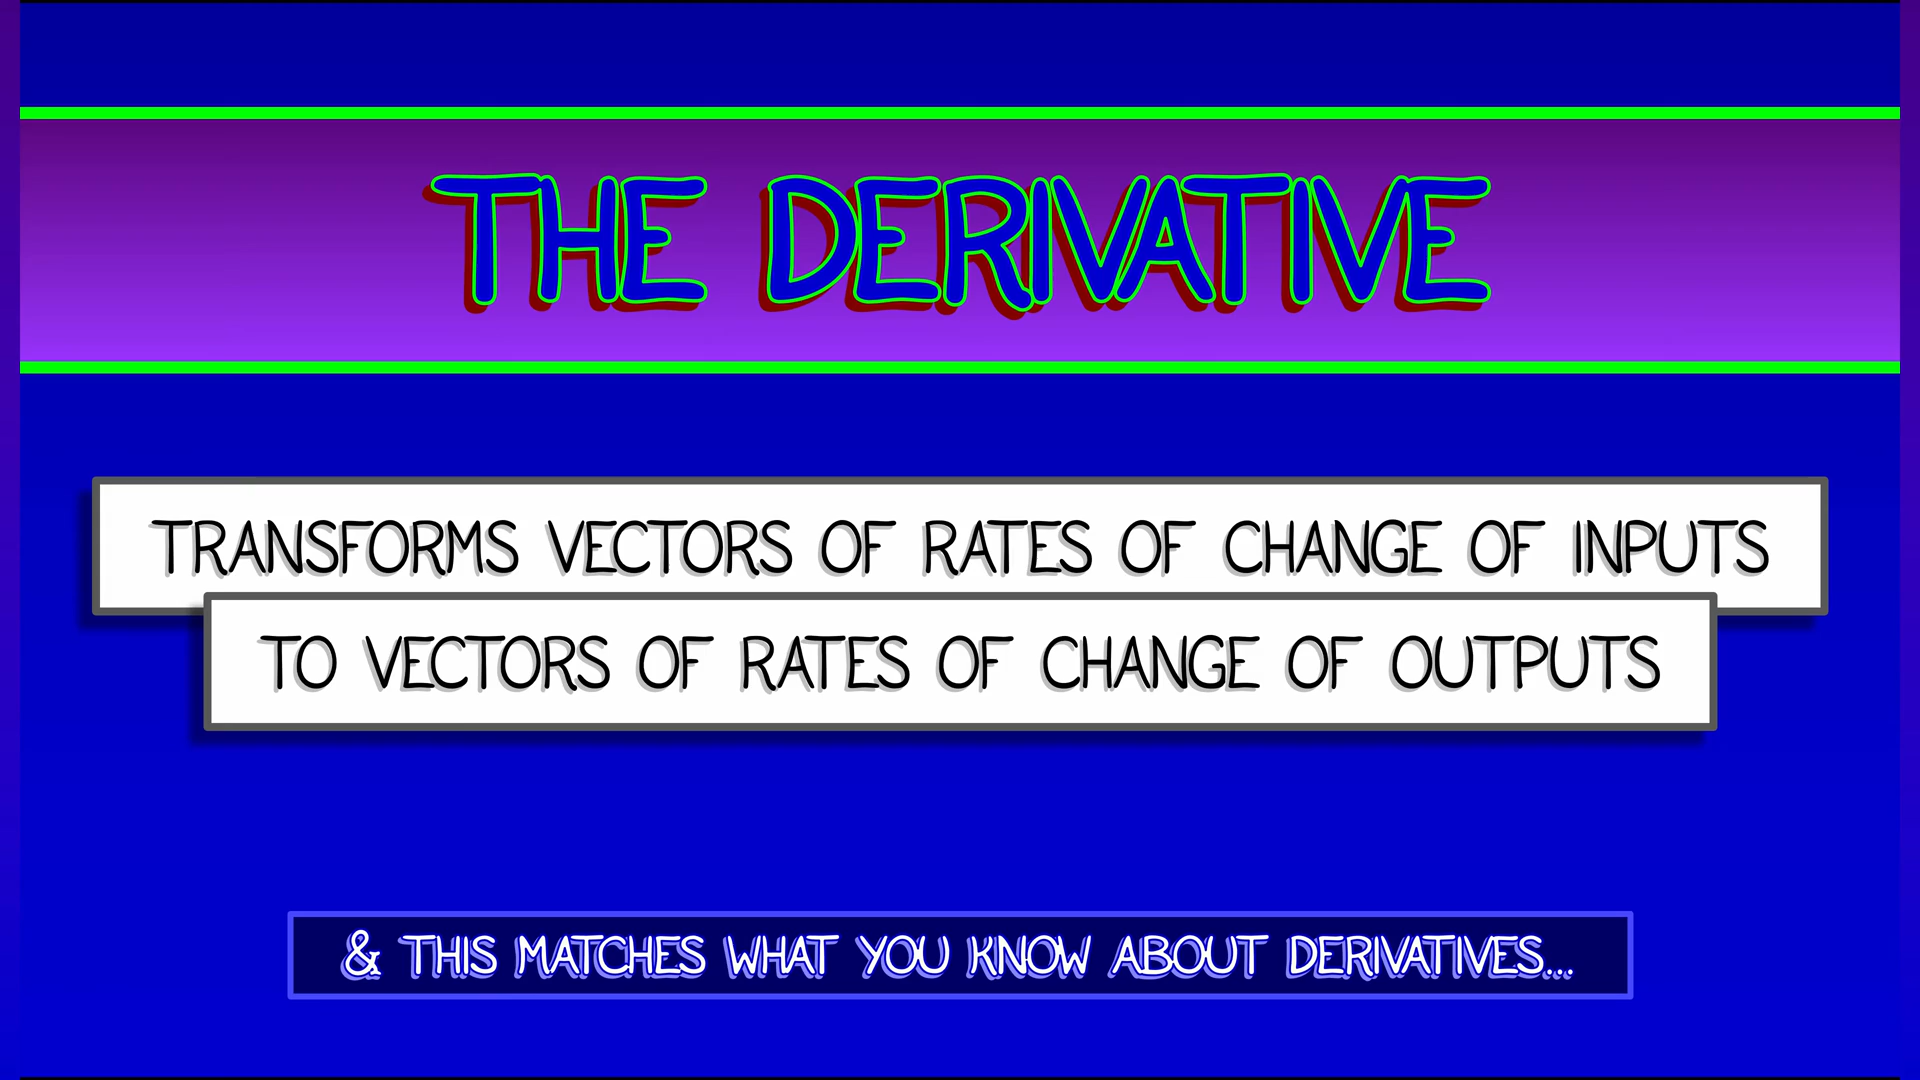 THE DERIVATIVE
TRANSFORMS VECTORS OF RATES OF CHANGE OF INPUTS
TO VECTORS OF RATES OF CHANGE OF OUTPUTS
& THIS MATCHES WHAT YOU KNOW ABOUT DERIVATIVES...